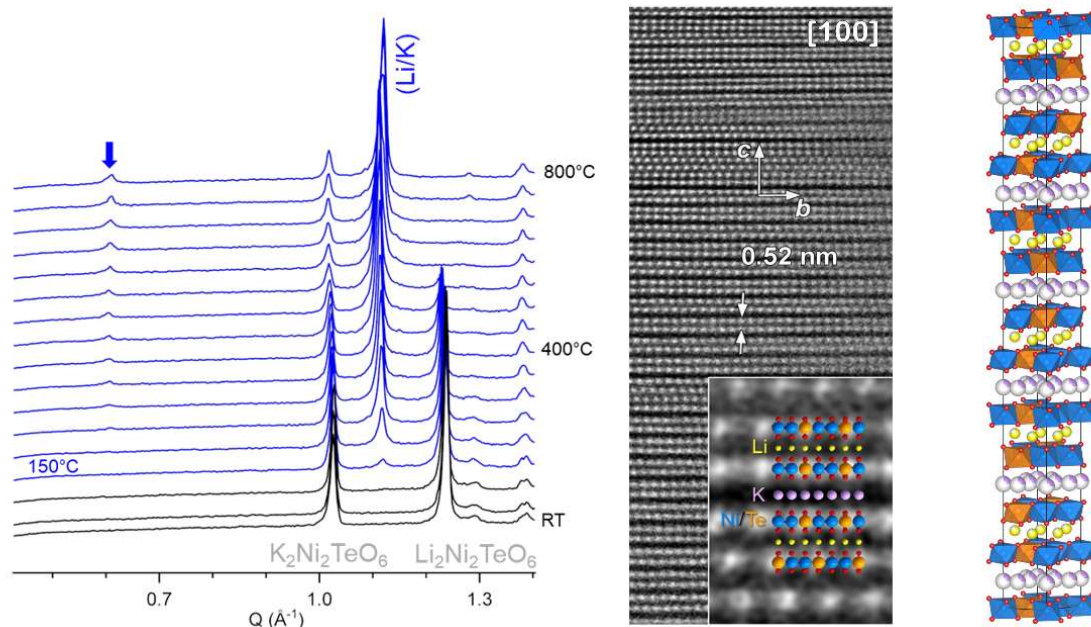 (Li/K)
800°C
400°C
150°C
RT
K₂Ni₂TeO₆ Li₂Ni₂TeO₆
0.7 1.0 1.3
Q (Å⁻¹)
[100]
c
b
0.52 nm
Li
K
Ni/Te